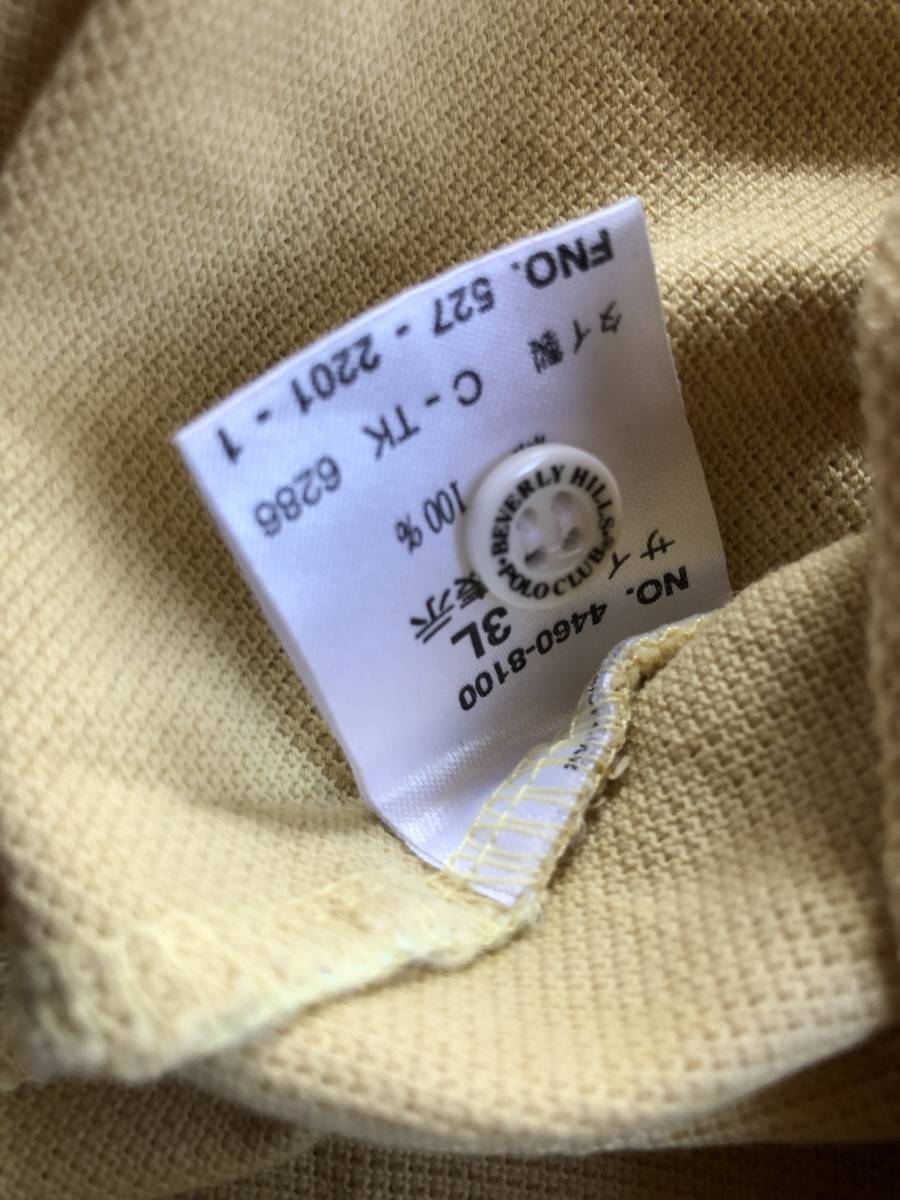 NO. 4460-8100
3L
サイ 表示
100%
C - TK 6286
タイ製
FNO. 527 - 2201 - 1
BEVERLY HILLS
POLO CLUB